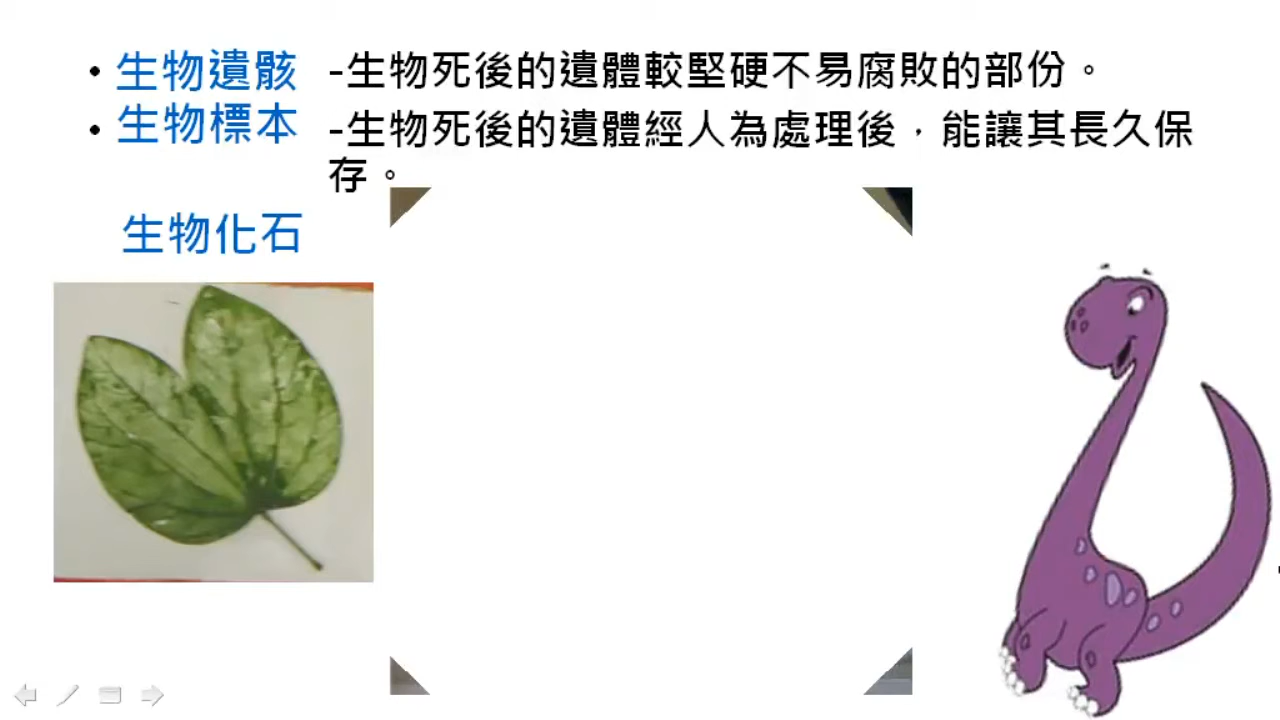 • 生物遺骸 -生物死後的遺體較堅硬不易腐敗的部份。
• 生物標本 -生物死後的遺體經人為處理後，能讓其長久保
存。
生物化石